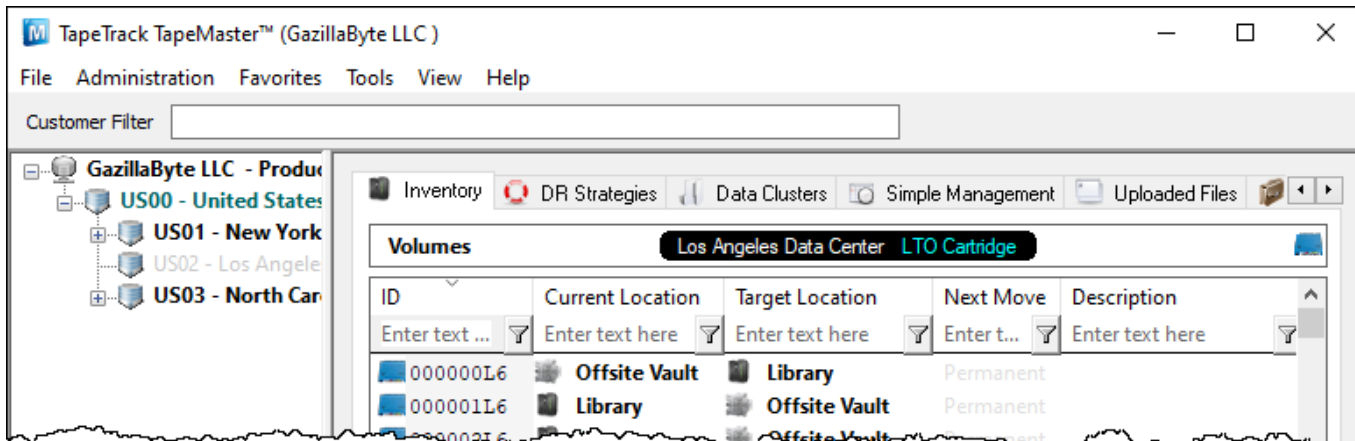 TapeTrack TapeMaster™ (GazillaByte LLC )
File Administration Favorites Tools View Help
Customer Filter
GazillaByte LLC - Produc
US00 - United States
US01 - New York
US02 - Los Angele
US03 - North Car
Inventory DR Strategies Data Clusters Simple Management Uploaded Files
Volumes Los Angeles Data Center LTO Cartridge
ID Current Location Target Location Next Move Description
Enter text ... Enter text here Enter text here Enter t... Enter text here
000000L6 Offsite Vault Library Permanent
000001L6 Library Offsite Vault Permanent
Offsite Vault